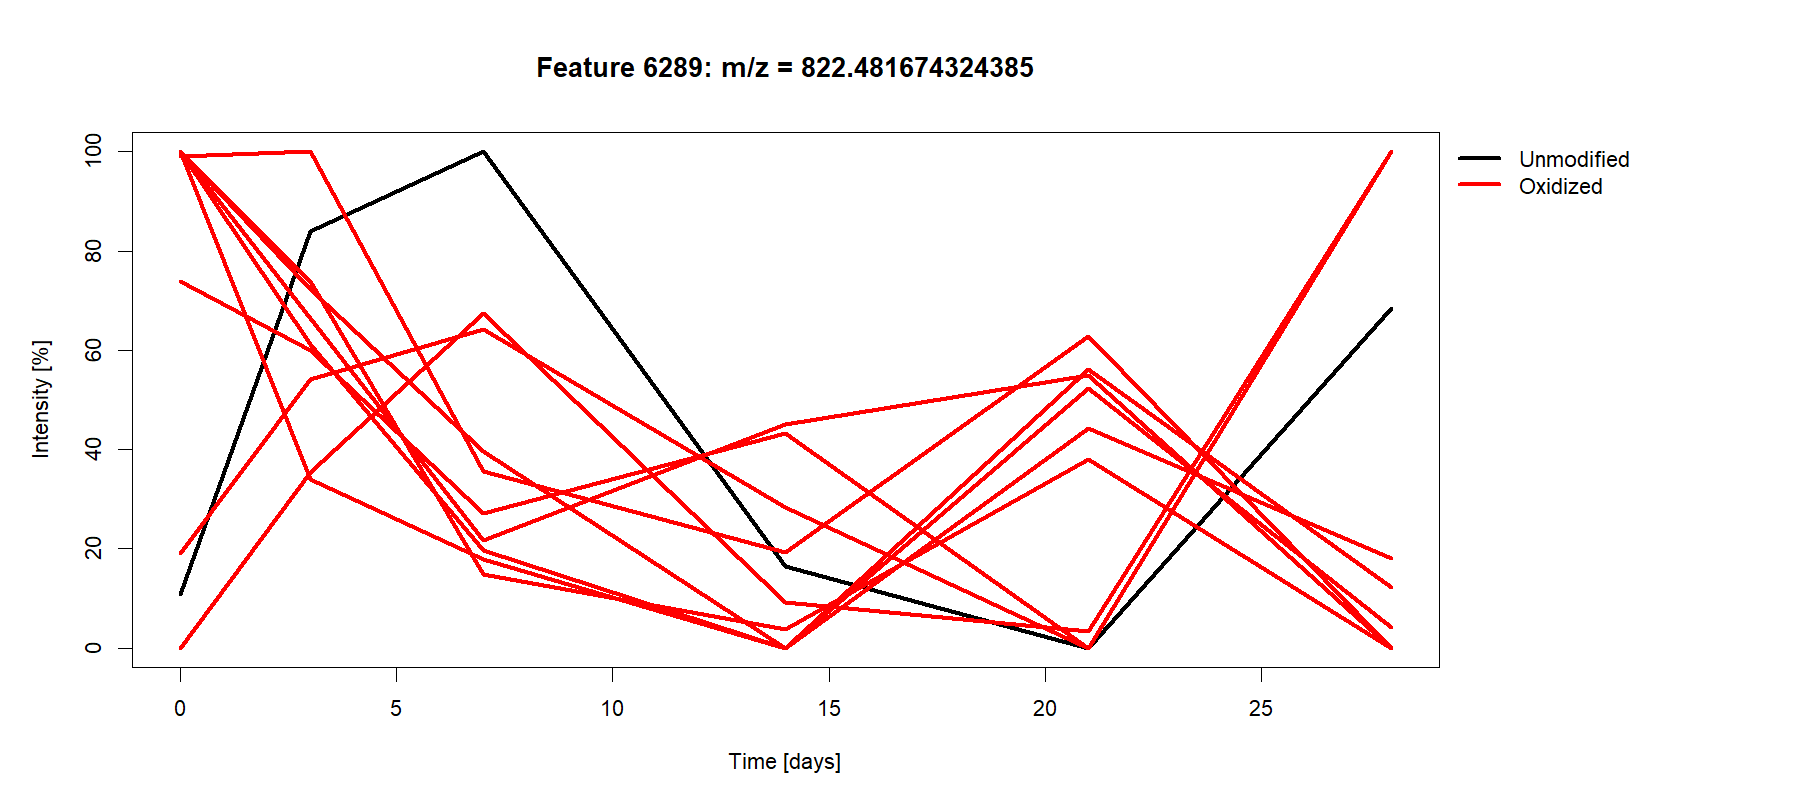 Feature 6289: m/z = 822.481674324385
Unmodified
Oxidized
Intensity [%]
100
80
60
40
20
0
0 5 10 15 20 25
Time [days]